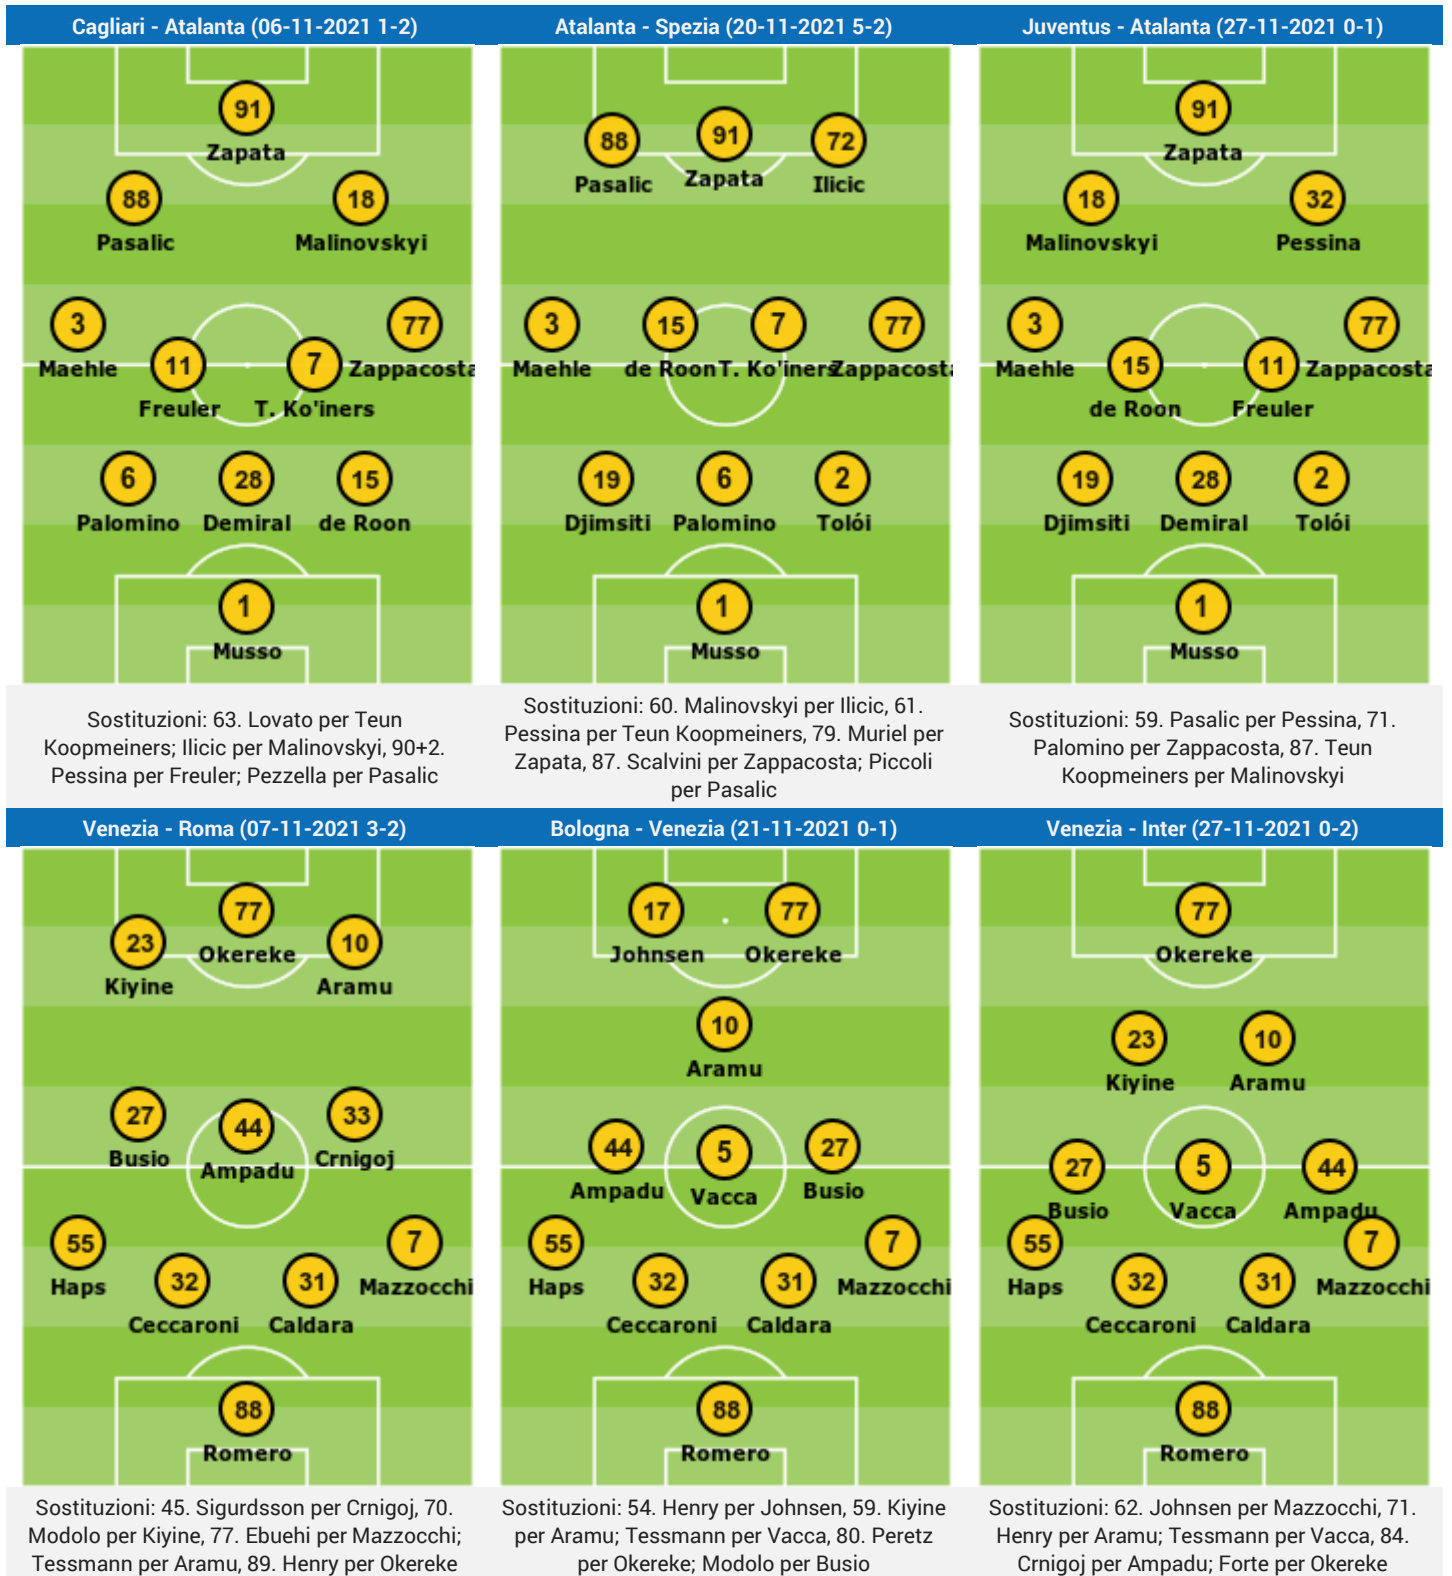 Cagliari - Atalanta (06-11-2021 1-2)
91
Zapata
88
18
Pasalic
Malinovskyi
3
77
Maehle
11
7
Zappacosta
Freuler
T. Ko'iners
6
28
15
Palomino
Demiral
de Roon
1
Musso
Sostituzioni: 63. Lovato per Teun
Koopmeiners; Ilicic per Malinovskyi, 90+2.
Pessina per Freuler; Pezzella per Pasalic
Atalanta - Spezia (20-11-2021 5-2)
88
91
72
Pasalic
Zapata
Ilicic
3
15
7
77
Maehle
de Roon
T. Ko'iners
Zappacosta
19
6
2
Djimsiti
Palomino
Tolói
1
Musso
Sostituzioni: 60. Malinovskyi per Ilicic, 61.
Pessina per Teun Koopmeiners, 79. Muriel per
Zapata, 87. Scalvini per Zappacosta; Piccoli
per Pasalic
Juventus - Atalanta (27-11-2021 0-1)
91
Zapata
18
32
Malinovskyi
Pessina
3
77
Maehle
15
11
Zappacosta
de Roon
Freuler
19
28
2
Djimsiti
Demiral
Tolói
1
Musso
Sostituzioni: 59. Pasalic per Pessina, 71.
Palomino per Zappacosta, 87. Teun
Koopmeiners per Malinovskyi
Venezia - Roma (07-11-2021 3-2)
77
23
Okereke
10
Kiyine
Aramu
27
44
33
Busio
Ampadu
Crnigoj
55
7
Haps
32
31
Mazzocchi
Ceccaroni
Caldara
88
Romero
Sostituzioni: 45. Sigurdsson per Crnigoj, 70.
Modolo per Kiyine, 77. Ebuehi per Mazzocchi;
Tessmann per Aramu, 89. Henry per Okereke
Bologna - Venezia (21-11-2021 0-1)
17
77
Johnsen
Okereke
10
Aramu
44
5
27
Ampadu
Vacca
Busio
55
7
Haps
32
31
Mazzocchi
Ceccaroni
Caldara
88
Romero
Sostituzioni: 54. Henry per Johnsen, 59. Kiyine
per Aramu; Tessmann per Vacca, 80. Peretz
per Okereke; Modolo per Busio
Venezia - Inter (27-11-2021 0-2)
77
Okereke
23
10
Kiyine
Aramu
27
5
44
Busio
Vacca
Ampadu
55
7
Haps
32
31
Mazzocchi
Ceccaroni
Caldara
88
Romero
Sostituzioni: 62. Johnsen per Mazzocchi, 71.
Henry per Aramu; Tessmann per Vacca, 84.
Crnigoj per Ampadu; Forte per Okereke